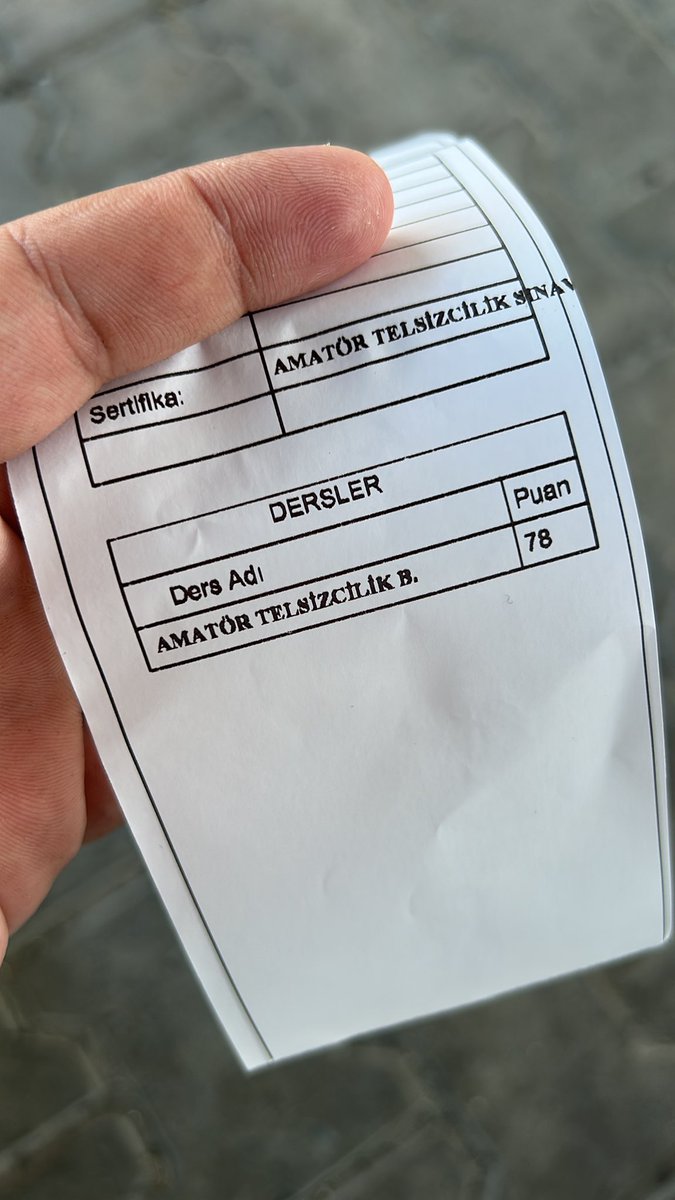 AMATÖR TELSİZCİLİK SINAV
Sertifika:
DERSLER
Ders Adı Puan
AMATÖR TELSİZCİLİK B. 78